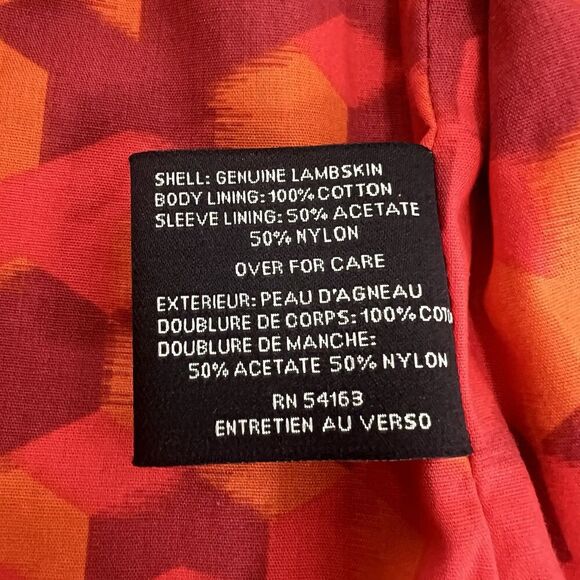 SHELL: GENUINE LAMBSKIN
BODY LINING: 100% COTTON
SLEEVE LINING: 50% ACETATE
50% NYLON
OVER FOR CARE
EXTERIEUR: PEAU D'AGNEAU
DOUBLURE DE CORPS: 100% COTO
DOUBLURE DE MANCHE:
50% ACETATE 50% NYLON
RN 54163
ENTRETIEN AU VERSO